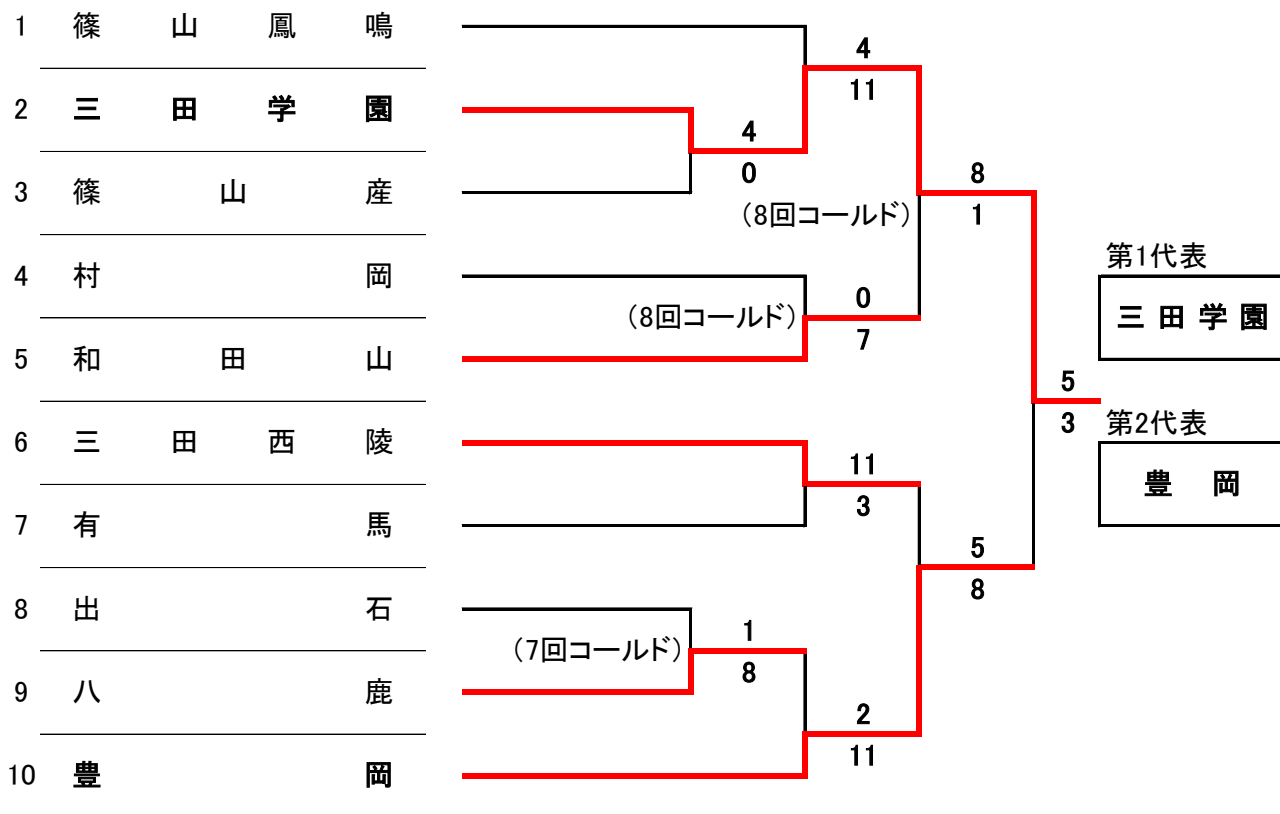 1 篠山鳳鳴
4
11
2 三田学園
4
0
3 篠山産
8
1
(8回コールド)
第1代表
4 村岡
三田学園
(8回コールド)
0
7
5 和田山
5
3
第2代表
6 三田西陵
11
3
豊岡
7 有馬
5
8
8 出石
(7回コールド)
1
8
9 八鹿
2
11
10 豊岡